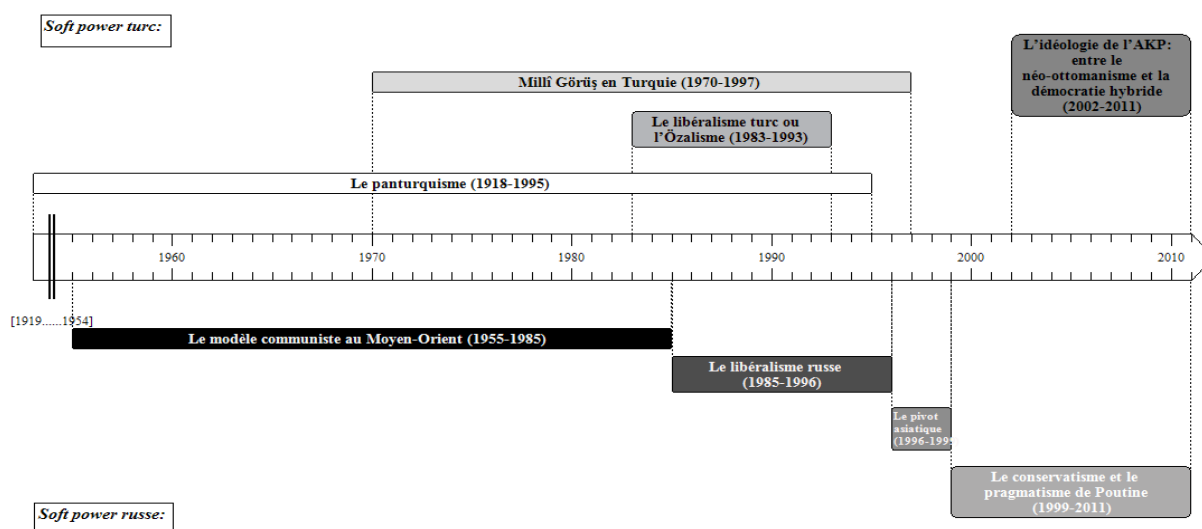 Soft power turc:
L'idéologie de l'AKP:
entre le
néo-ottomanisme et la
démocratie hybride
(2002-2011)
Millî Görüş en Turquie (1970-1997)
Le libéralisme turc ou
l'Özalisme (1983-1993)
Le panturquisme (1918-1995)
1960
1970
1980
1990
2000
2010
[1919......1954]
Le modèle communiste au Moyen-Orient (1955-1985)
Le libéralisme russe
(1985-1996)
Le pivot
asiatique
(1996-1999)
Le conservatisme et le
pragmatisme de Poutine
(1999-2011)
Soft power russe: